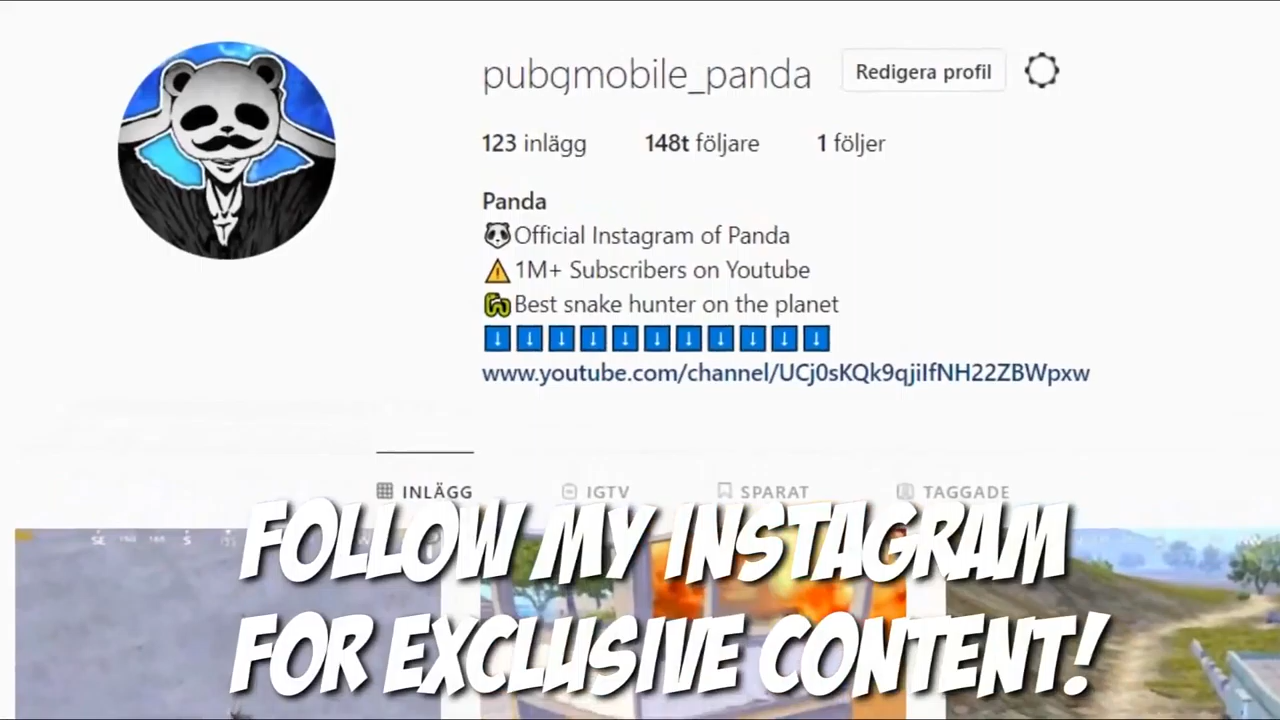 pubgmobile_panda
Redigera profil
123 inlägg 148t följare 1 följer
Panda
🐼Official Instagram of Panda
⚠️1M+ Subscribers on Youtube
🐍Best snake hunter on the planet
⬇️⬇️⬇️⬇️⬇️⬇️⬇️⬇️⬇️⬇️⬇️
www.youtube.com/channel/UCj0sKQk9qjiIfNH22ZBWpxw
INLÄGG IGTV SPARAT TAGGADE
SE S
FOLLOW MY INSTAGRAM
FOR EXCLUSIVE CONTENT!